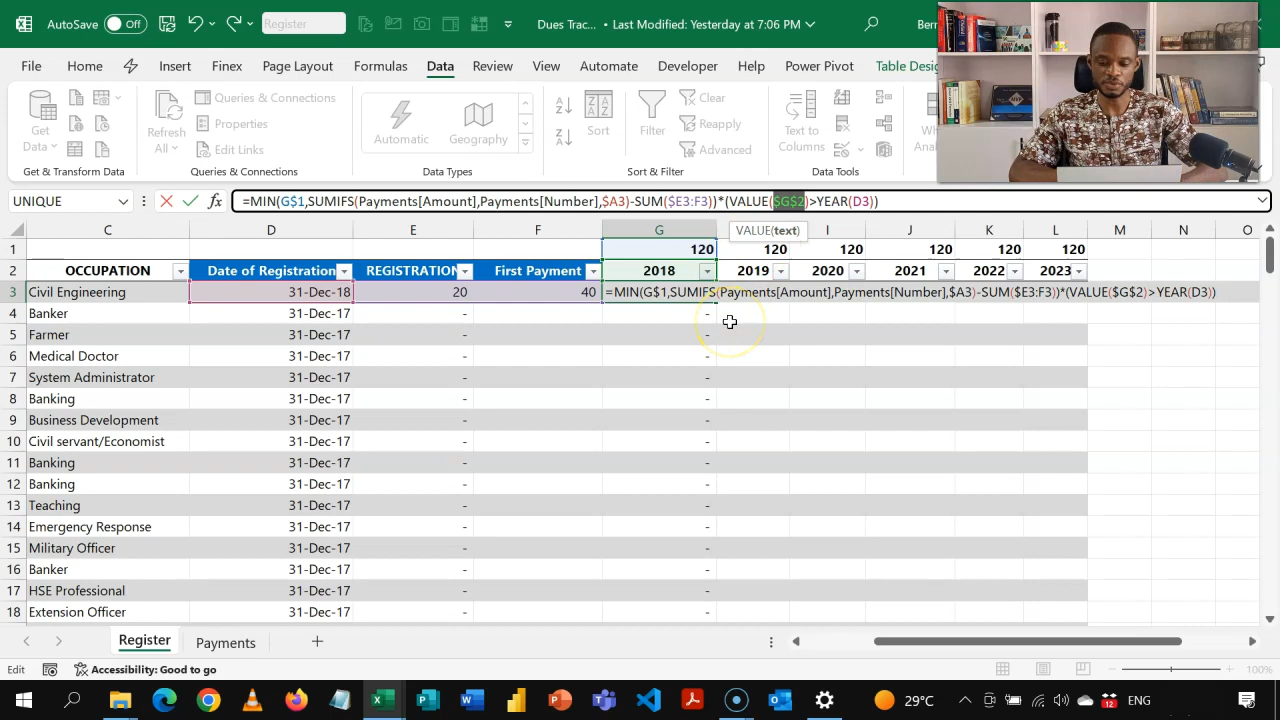 AutoSave Off Register Dues Trac... • Last Modified: Yesterday at 7:06 PM Ber
File Home Insert Finex Page Layout Formulas Data Review View Automate Developer Help Power Pivot Table Desig
Get Data
Refresh All
Queries & Connections
Properties
Edit Links
Automatic Geography
Sort
Filter
Clear
Reapply
Advanced
Text to Columns
Get & Transform Data Queries & Connections Data Types Sort & Filter Data Tools
UNIQUE fx =MIN(G$1,SUMIFS(Payments[Amount],Payments[Number],$A3)-SUM($E3:F3))*(VALUE($G$2)>YEAR(D3))
VALUE(text)
C D E F G I J K L M N O
1 120 120 120 120 120 120
2 OCCUPATION Date of Registration REGISTRATION First Payment 2018 2019 2020 2021 2022 2023
3 Civil Engineering 31-Dec-18 20 40 =MIN(G$1,SUMIFS(Payments[Amount],Payments[Number],$A3)-SUM($E3:F3))*(VALUE($G$2)>YEAR(D3))
4 Banker 31-Dec-17 - -
5 Farmer 31-Dec-17 - -
6 Medical Doctor 31-Dec-17 - -
7 System Administrator 31-Dec-17 - -
8 Banking 31-Dec-17 - -
9 Business Development 31-Dec-17 - -
10 Civil servant/Economist 31-Dec-17 - -
11 Banking 31-Dec-17 - -
12 Banking 31-Dec-17 - -
13 Teaching 31-Dec-17 - -
14 Emergency Response 31-Dec-17 - -
15 Military Officer 31-Dec-17 - -
16 Banker 31-Dec-17 - -
17 HSE Professional 31-Dec-17 - -
18 Extension Officer 31-Dec-17 - -
Register Payments
Edit Accessibility: Good to go 100%
29°C 12 ENG